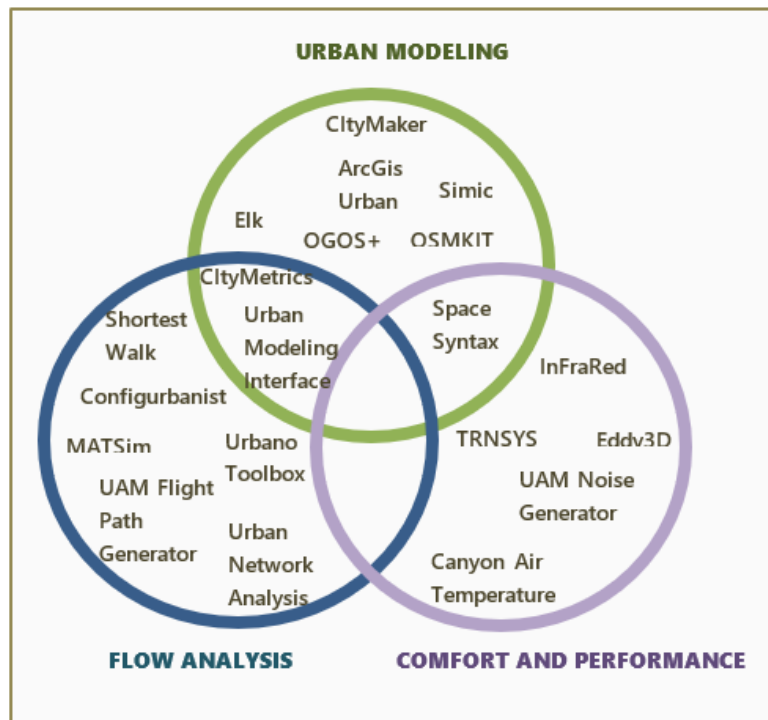 URBAN MODELING
CItyMaker
ArcGis
Urban
Simic
Elk
OGOS+
OSMKIT
CItyMetrics
Urban
Modeling
Interface
Space
Syntax
Shortest
Walk
Configurbanist
MATSim
UAM Flight
Path
Generator
Urbano
Toolbox
Urban
Network
Analysis
InFraRed
TRNSYS
Eddy3D
UAM Noise
Generator
Canyon Air
Temperature
FLOW ANALYSIS
COMFORT AND PERFORMANCE